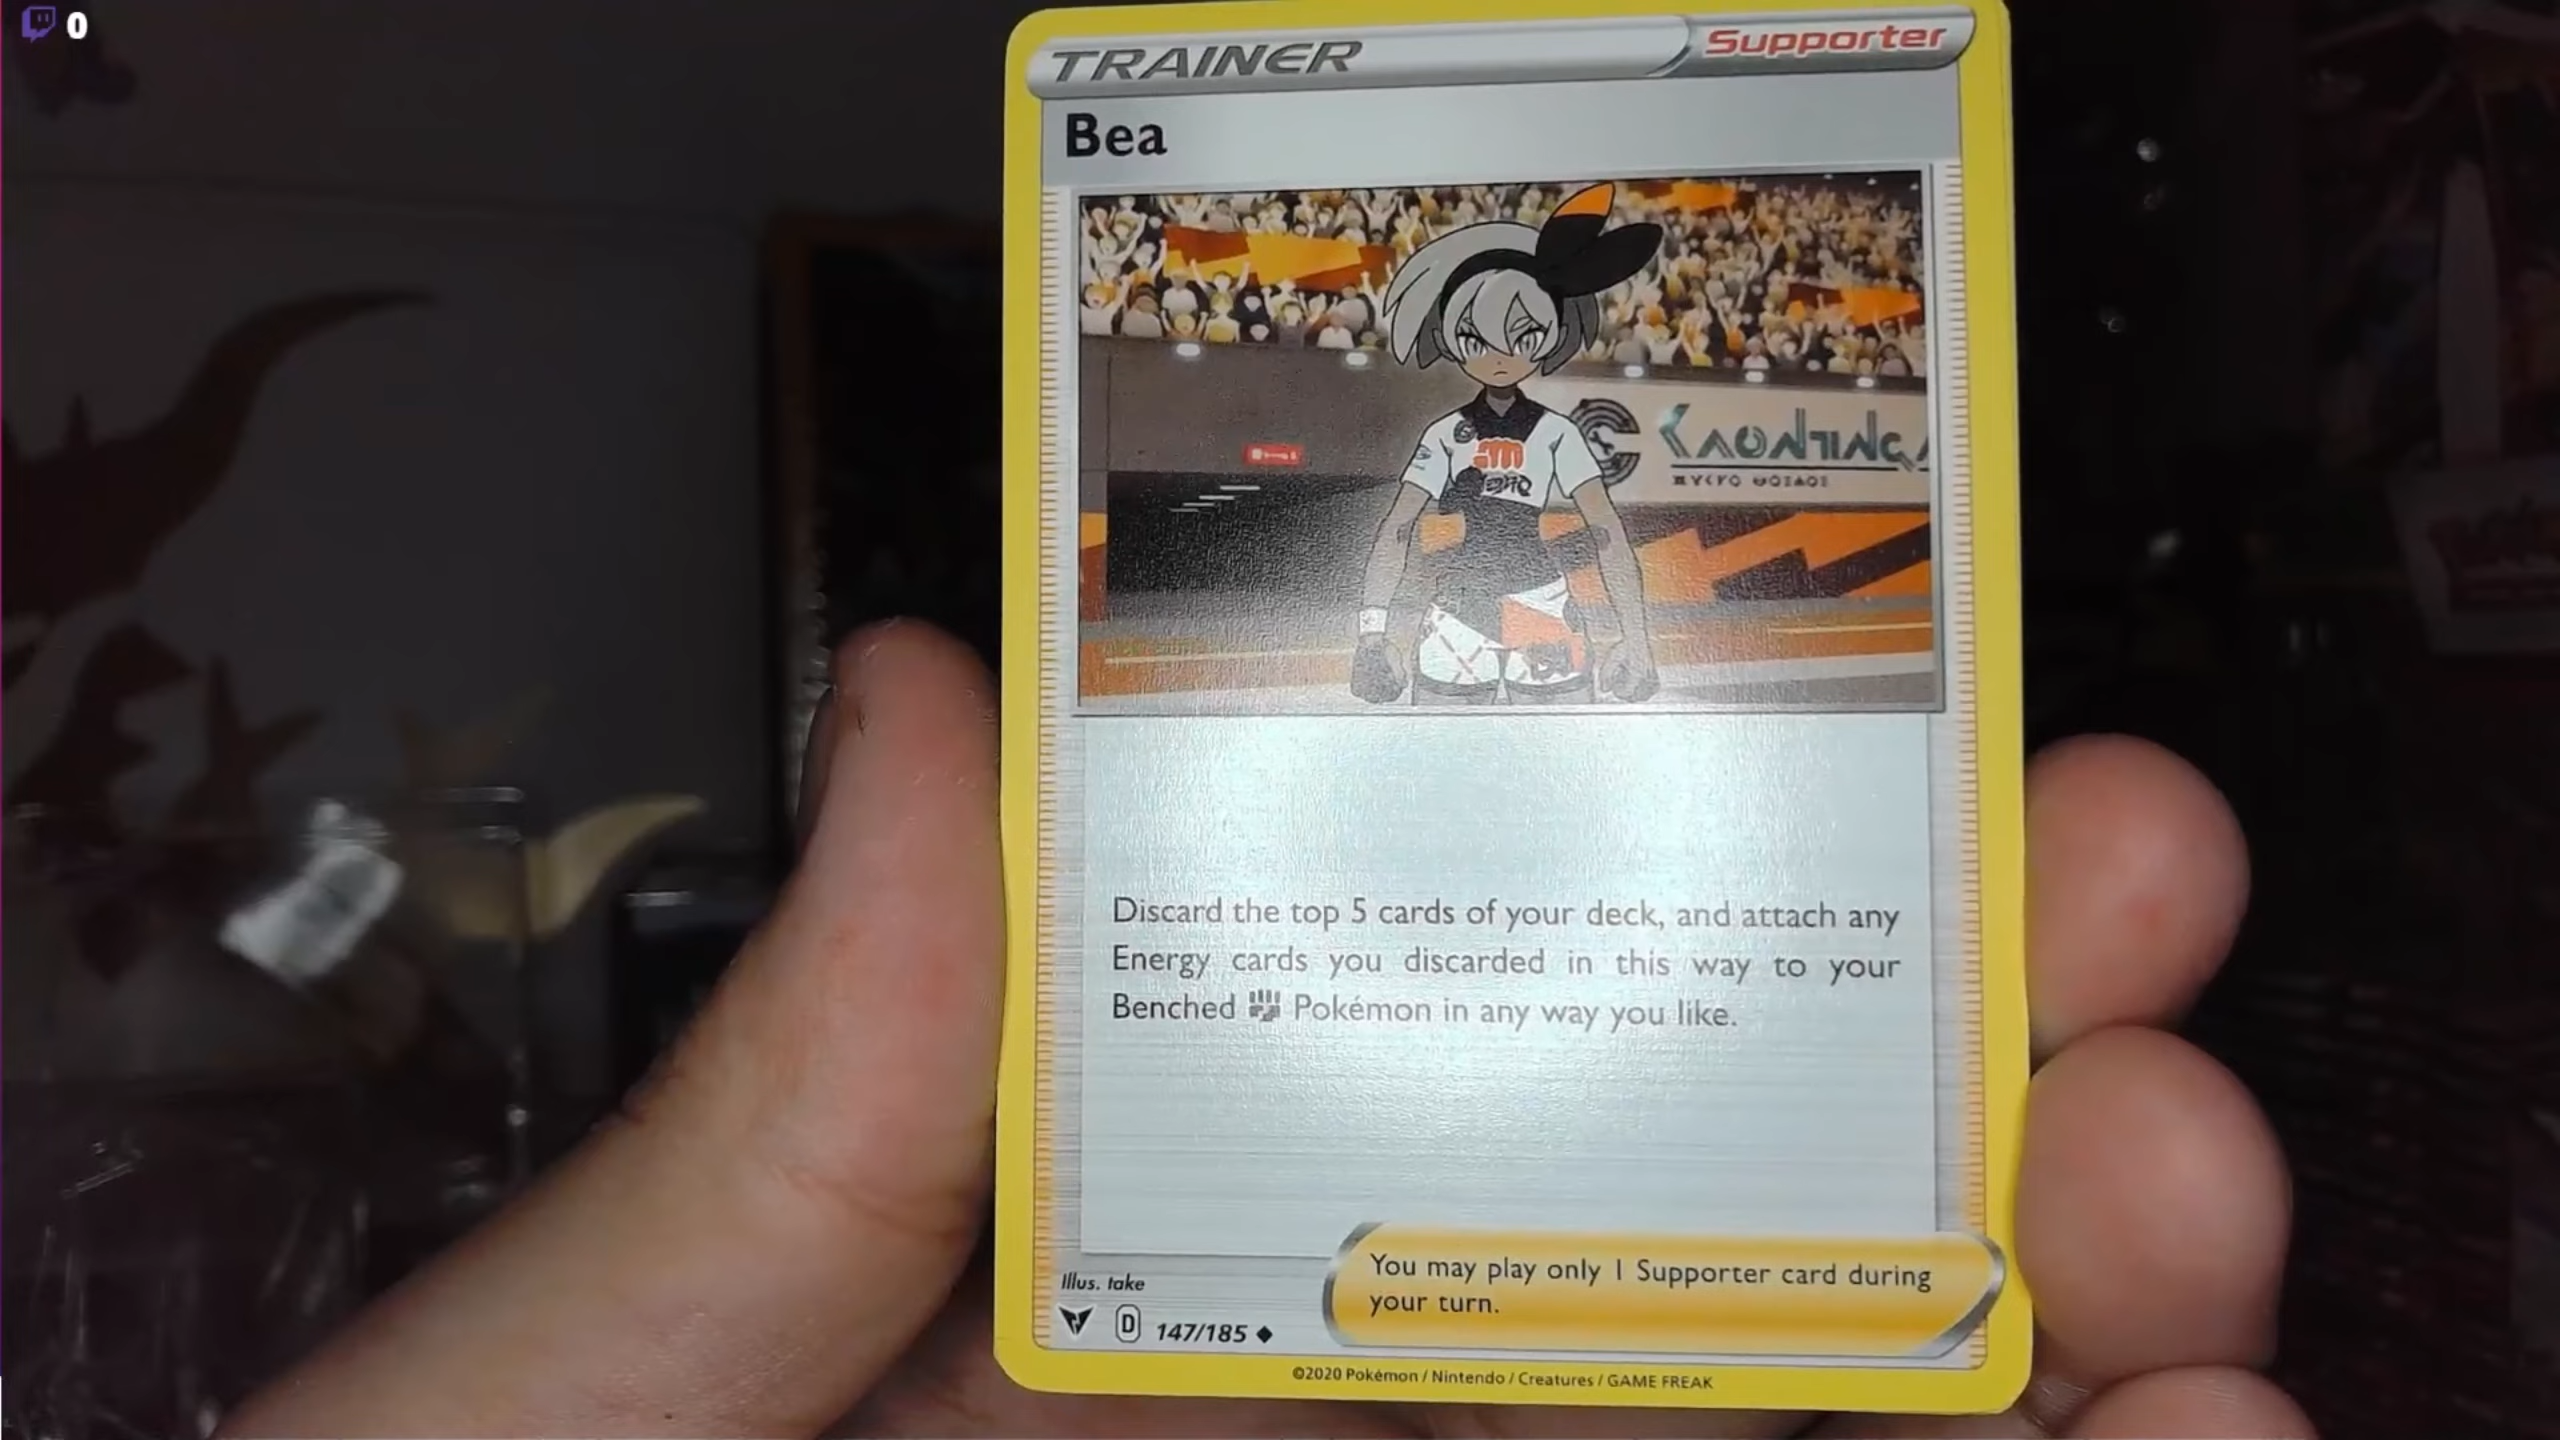 0
TRAINER
Supporter
Bea
Discard the top 5 cards of your deck, and attach any
Energy cards you discarded in this way to your
Benched Pokémon in any way you like.
You may play only 1 Supporter card during
your turn.
Illus. take
D 147/185
©2020 Pokémon / Nintendo / Creatures / GAME FREAK